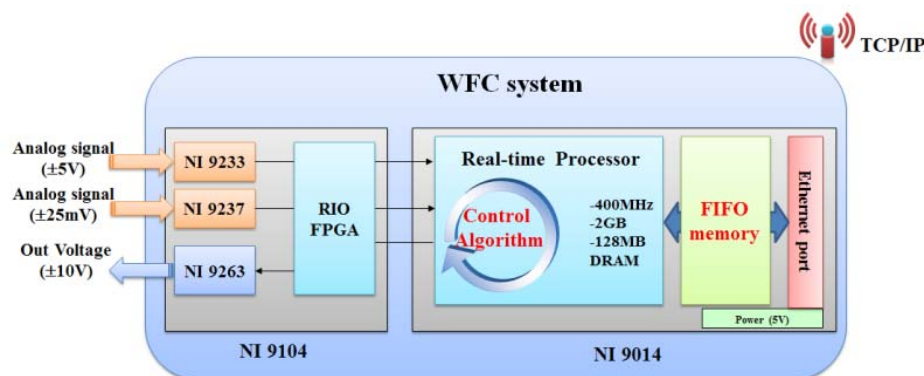 TCP/IP
WFC system
Analog signal
(±5V)
NI 9233
Analog signal
(±25mV)
NI 9237
Out Voltage
(±10V)
NI 9263
RIO
FPGA
NI 9104
Real-time Processor
Control
Algorithm
-400MHz
-2GB
-128MB
DRAM
FIFO
memory
Ethernet port
Power (5V)
NI 9014